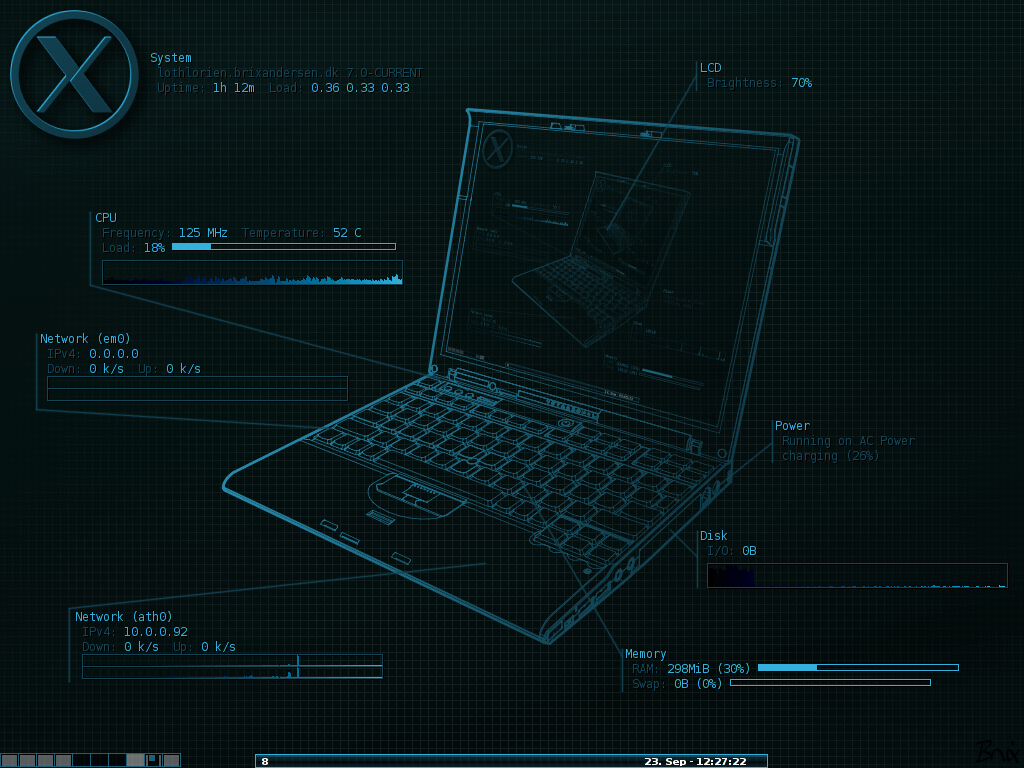 System
lothlorien.brixandersen.dk 7.0-CURRENT
Uptime: 1h 12m Load: 0.36 0.33 0.33
LCD
Brightness: 70%
CPU
Frequency: 125 MHz Temperature: 52 C
Load: 18%
Network (em0)
IPv4: 0.0.0.0
Down: 0 k/s Up: 0 k/s
Power
Running on AC Power
charging (26%)
Disk
I/O: 0B
Network (ath0)
IPv4: 10.0.0.92
Down: 0 k/s Up: 0 k/s
Memory
RAM: 298MiB (30%)
Swap: 0B (0%)
Brix
8 23. Sep - 12:27:22